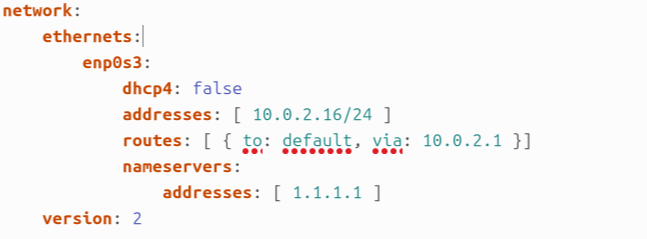 network:
    ethernets:
        enp0s3:
            dhcp4: false
            addresses: [ 10.0.2.16/24 ]
            routes: [ { to: default, via: 10.0.2.1 }]
            nameservers:
                addresses: [ 1.1.1.1 ]
    version: 2